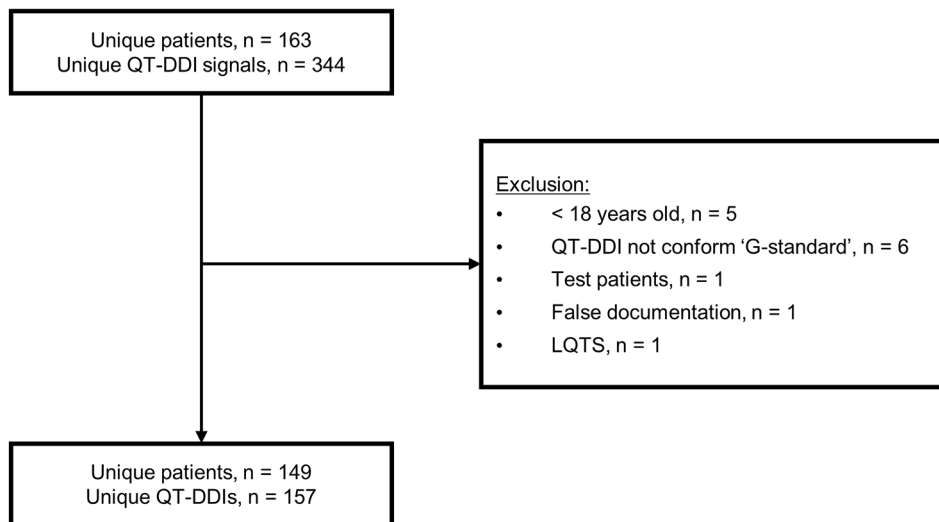 Unique patients, n = 163
Unique QT-DDI signals, n = 344
Exclusion:
• < 18 years old, n = 5
• QT-DDI not conform ‘G-standard’, n = 6
• Test patients, n = 1
• False documentation, n = 1
• LQTS, n = 1
Unique patients, n = 149
Unique QT-DDIs, n = 157